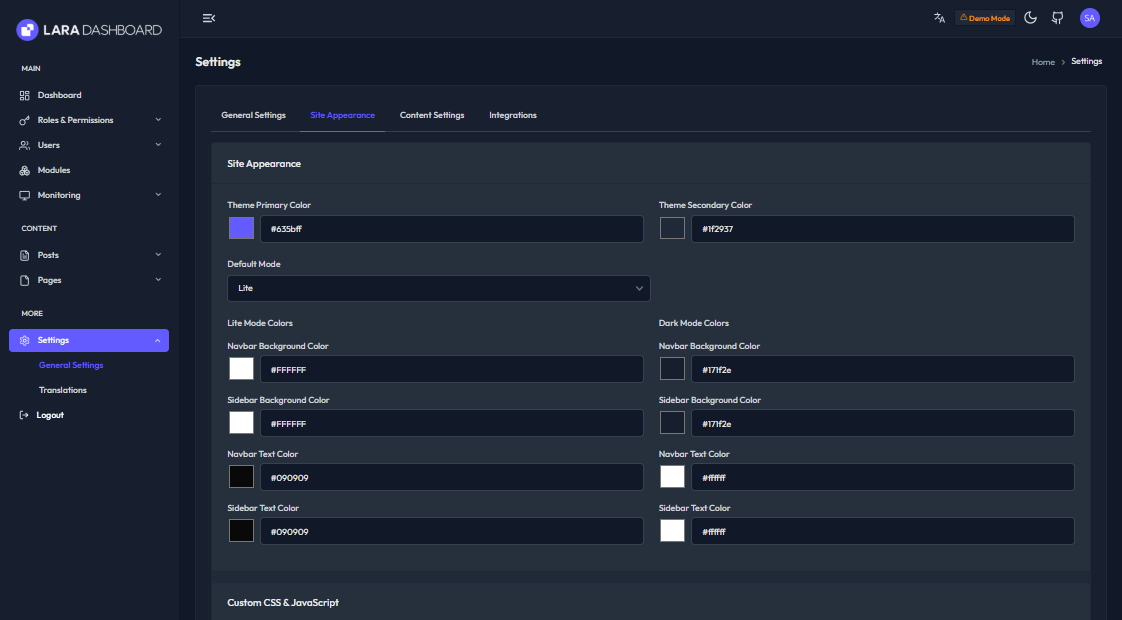 LARA DASHBOARD
Demo Mode
SA
MAIN
Dashboard
Roles & Permissions
Users
Modules
Monitoring
CONTENT
Posts
Pages
MORE
Settings
General Settings
Translations
Logout
Settings
Home > Settings
General Settings Site Appearance Content Settings Integrations
Site Appearance
Theme Primary Color Theme Secondary Color
#635bff #1f2937
Default Mode
Lite
Lite Mode Colors Dark Mode Colors
Navbar Background Color Navbar Background Color
#FFFFFF #171f2e
Sidebar Background Color Sidebar Background Color
#FFFFFF #171f2e
Navbar Text Color Navbar Text Color
#090909 #ffffff
Sidebar Text Color Sidebar Text Color
#090909 #ffffff
Custom CSS & JavaScript